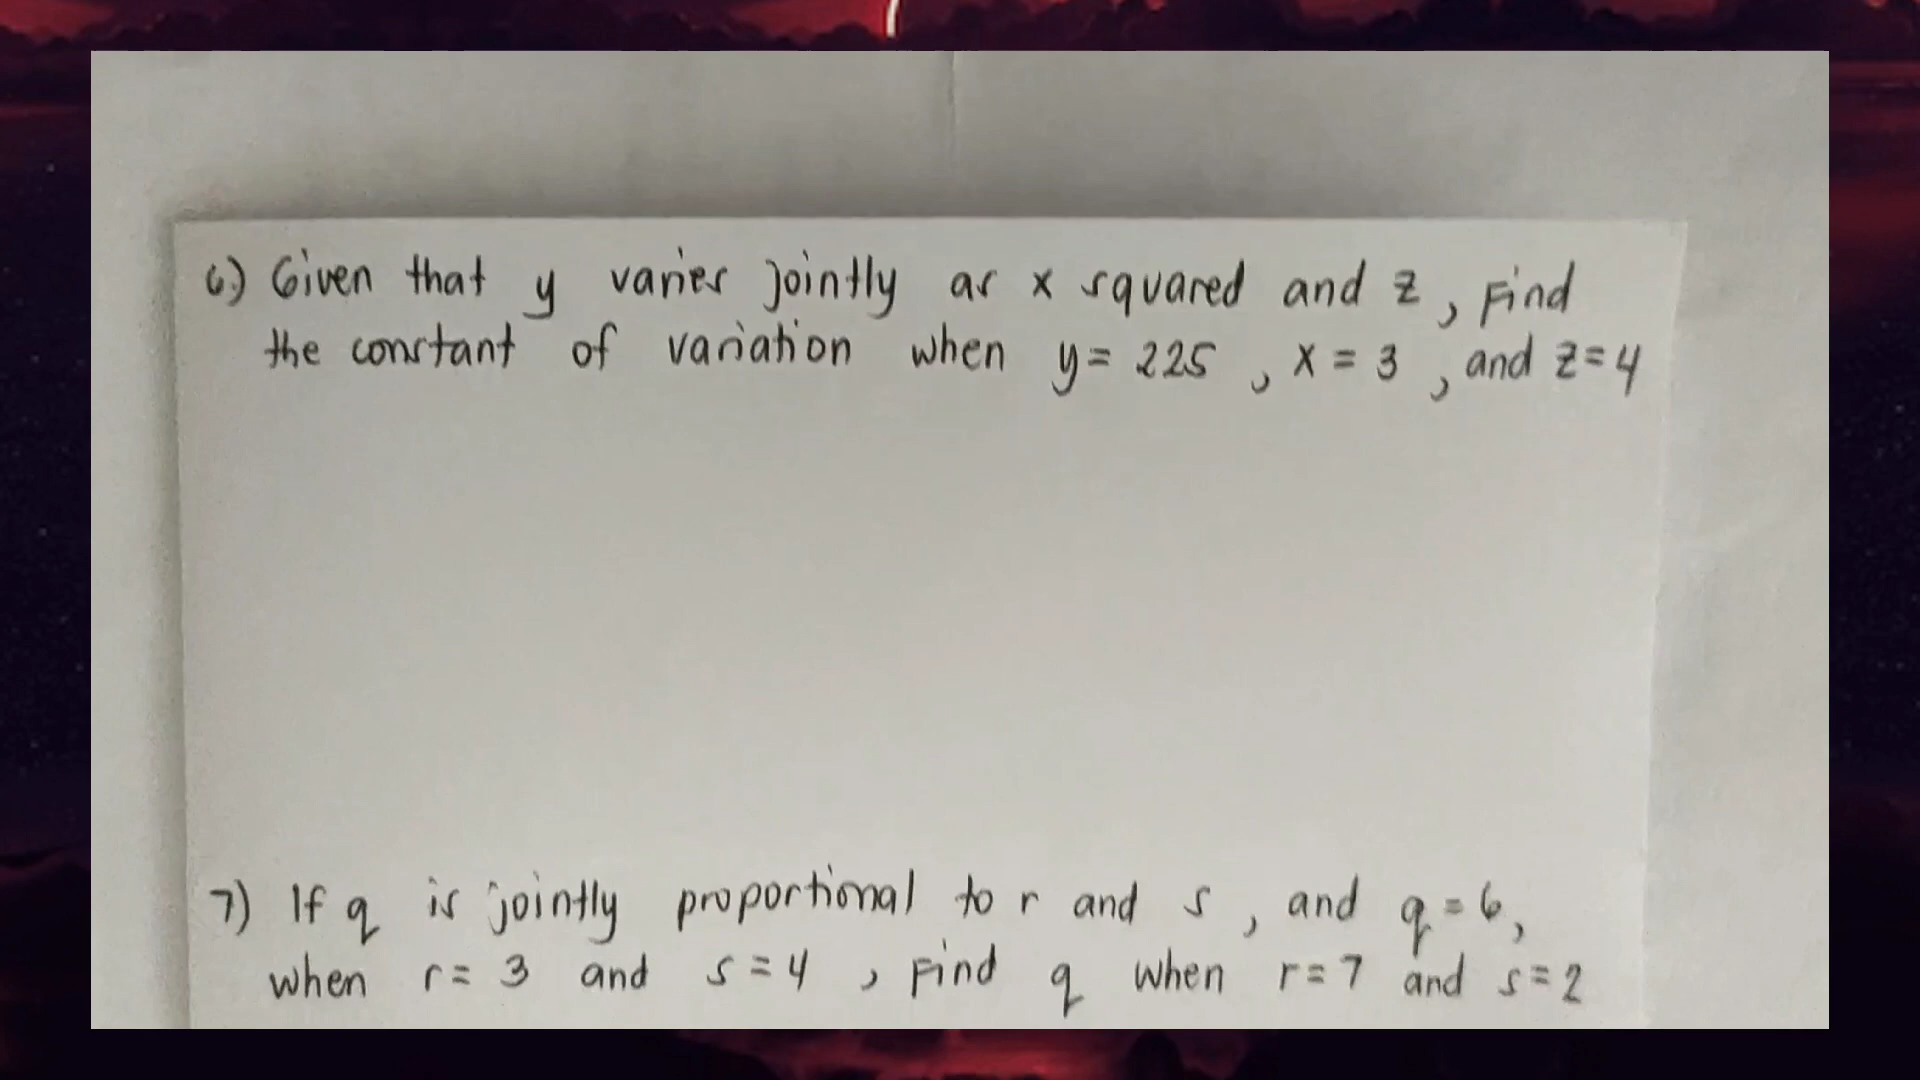 6.) Given that y varies jointly as x squared and z, Find
the constant of variation when y = 225, x = 3, and z = 4
7) If q is jointly proportional to r and s, and q = 6,
when r = 3 and s = 4, Find q when r = 7 and s = 2